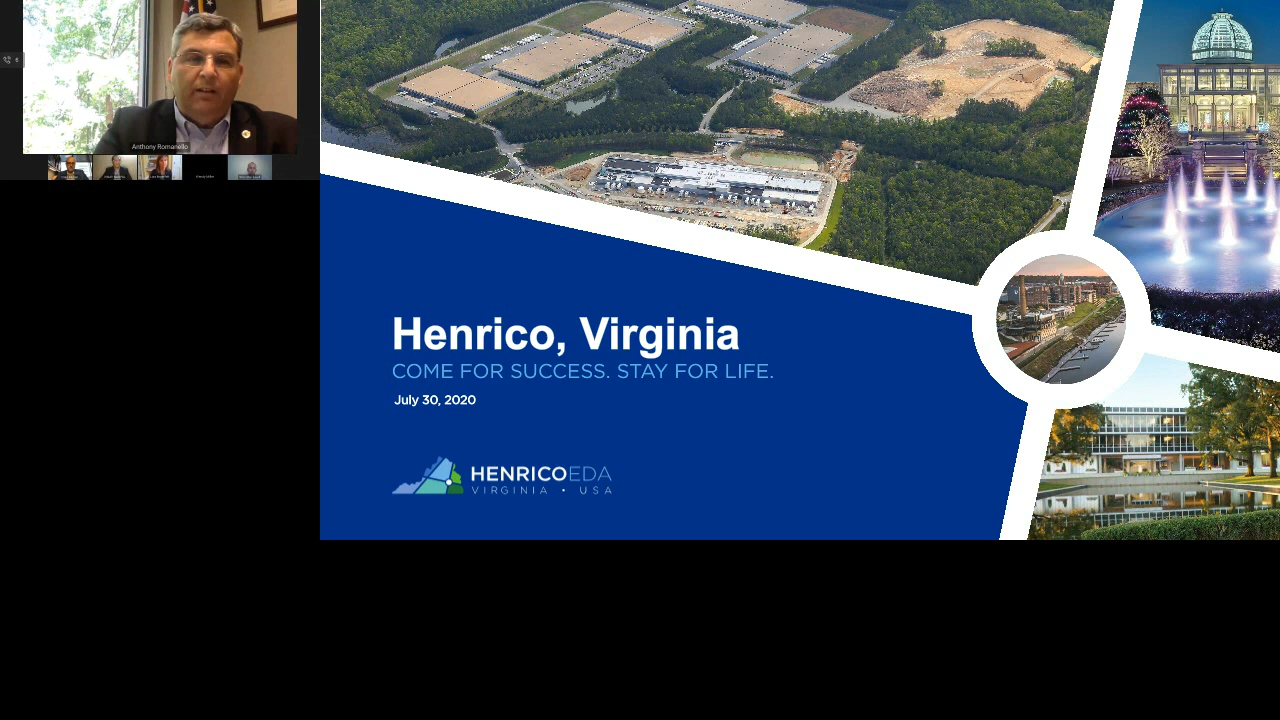 Anthony Romanello
Henrico, Virginia
COME FOR SUCCESS. STAY FOR LIFE.
July 30, 2020
HENRICOEDA
VIRGINIA • USA